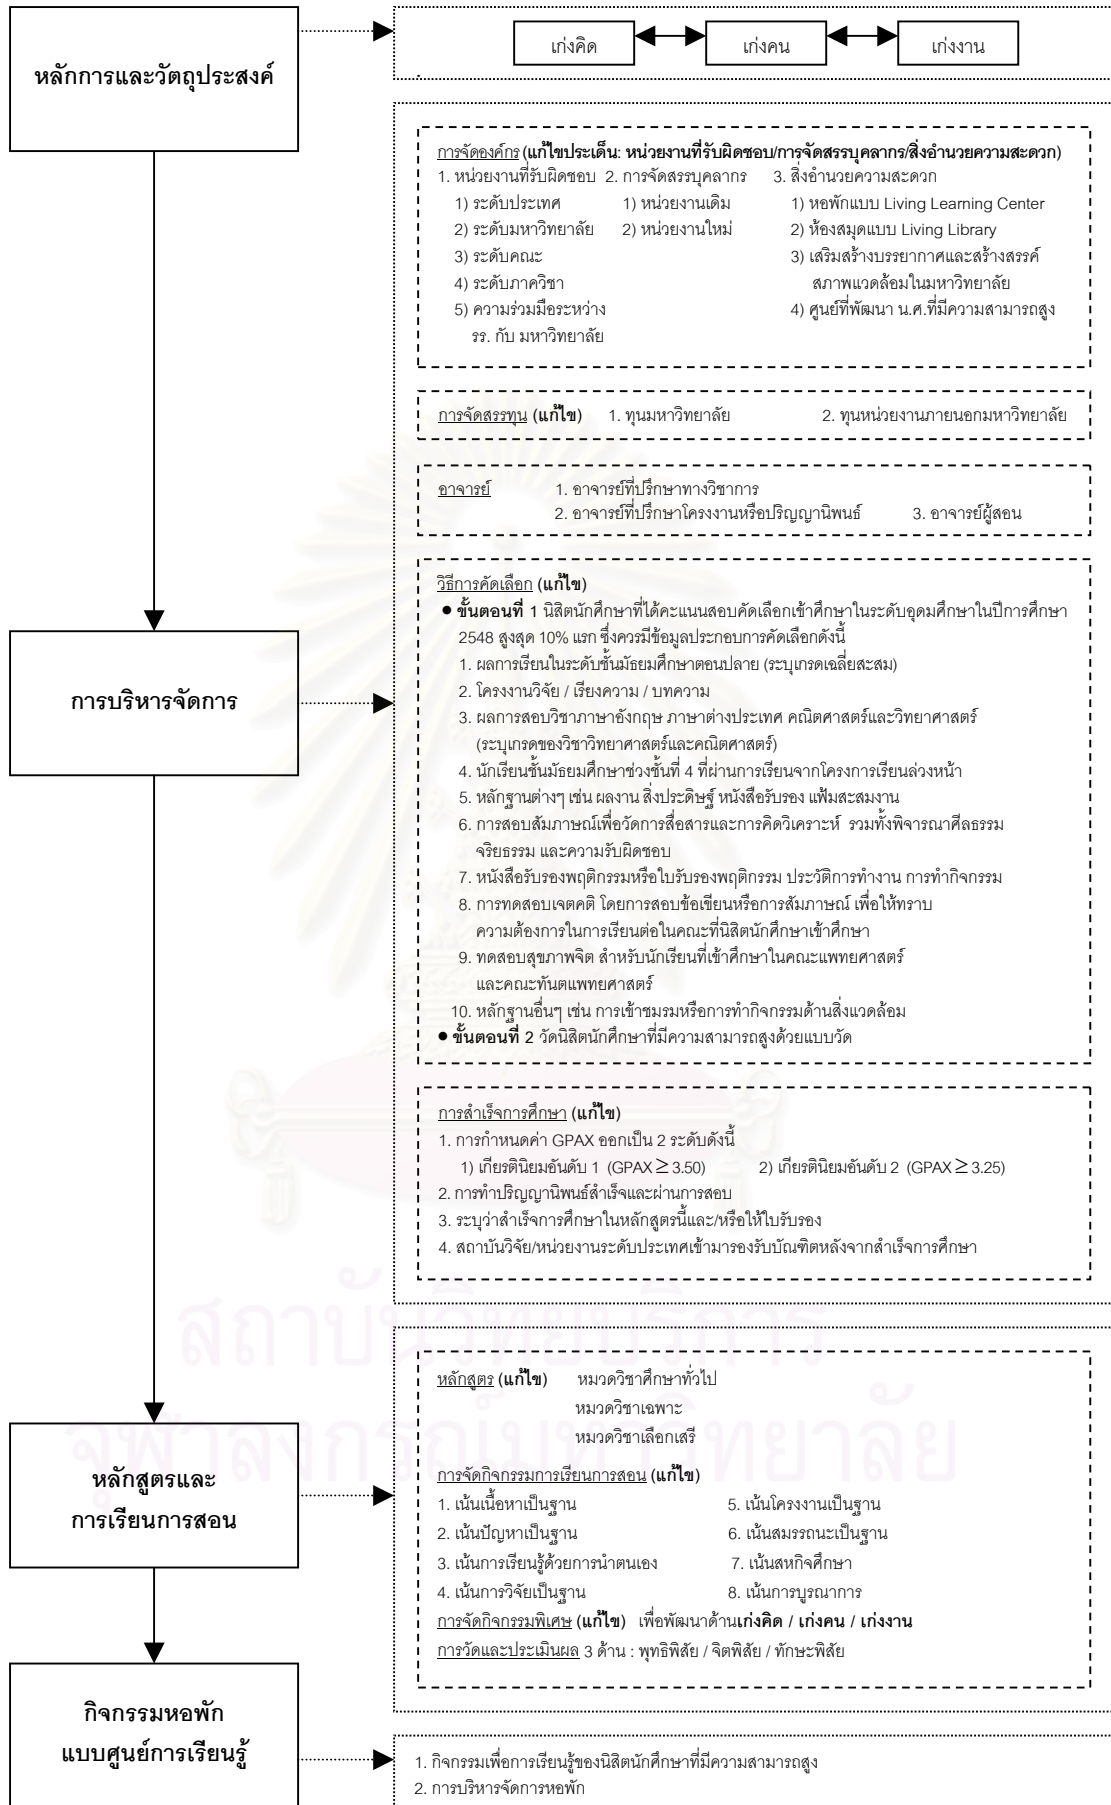 หลักการและวัตถุประสงค์
เก่งคิด เก่งคน เก่งงาน
การจัดองค์กร (แก้ไขประเด็น: หน่วยงานที่รับผิดชอบ/การจัดสรรบุคลากร/สิ่งอำนวยความสะดวก)
1. หน่วยงานที่รับผิดชอบ 2. การจัดสรรบุคลากร 3. สิ่งอำนวยความสะดวก
1) ระดับประเทศ 1) หน่วยงานเดิม 1) หอพักแบบ Living Learning Center
2) ระดับมหาวิทยาลัย 2) หน่วยงานใหม่ 2) ห้องสมุดแบบ Living Library
3) ระดับคณะ 3) เสริมสร้างบรรยากาศและสร้างสรรค์
4) ระดับภาควิชา สภาพแวดล้อมในมหาวิทยาลัย
5) ความร่วมมือระหว่าง 4) ศูนย์ที่พัฒนา น.ศ.ที่มีความสามารถสูง
รร. กับ มหาวิทยาลัย
การจัดสรรทุน (แก้ไข) 1. ทุนมหาวิทยาลัย 2. ทุนหน่วยงานภายนอกมหาวิทยาลัย
อาจารย์ 1. อาจารย์ที่ปรึกษาทางวิชาการ
2. อาจารย์ที่ปรึกษาโครงงานหรือปริญญานิพนธ์ 3. อาจารย์ผู้สอน
การบริหารจัดการ
วิธีการคัดเลือก (แก้ไข)
● ขั้นตอนที่ 1 นิสิตนักศึกษาที่ได้คะแนนสอบคัดเลือกเข้าศึกษาในระดับอุดมศึกษาในปีการศึกษา
2548 สูงสุด 10% แรก ซึ่งควรมีข้อมูลประกอบการคัดเลือกดังนี้
1. ผลการเรียนในระดับชั้นมัธยมศึกษาตอนปลาย (ระบุเกรดเฉลี่ยสะสม)
2. โครงงานวิจัย / เรียงความ / บทความ
3. ผลการสอบวิชาภาษาอังกฤษ ภาษาต่างประเทศ คณิตศาสตร์และวิทยาศาสตร์
(ระบุเกรดของวิชาวิทยาศาสตร์และคณิตศาสตร์)
4. นักเรียนชั้นมัธยมศึกษาช่วงชั้นที่ 4 ที่ผ่านการเรียนจากโครงการเรียนล่วงหน้า
5. หลักฐานต่างๆ เช่น ผลงาน สิ่งประดิษฐ์ หนังสือรับรอง แฟ้มสะสมงาน
6. การสอบสัมภาษณ์เพื่อวัดการสื่อสารและการคิดวิเคราะห์ รวมทั้งพิจารณาศีลธรรม
จริยธรรม และความรับผิดชอบ
7. หนังสือรับรองพฤติกรรมหรือใบรับรองพฤติกรรม ประวัติการทำงาน การทำกิจกรรม
8. การทดสอบเจตคติ โดยการสอบข้อเขียนหรือการสัมภาษณ์ เพื่อให้ทราบ
ความต้องการในการเรียนต่อในคณะที่นิสิตนักศึกษาเข้าศึกษา
9. ทดสอบสุขภาพจิต สำหรับนักเรียนที่เข้าศึกษาในคณะแพทยศาสตร์
และคณะทันตแพทยศาสตร์
10. หลักฐานอื่นๆ เช่น การเข้าชมรมหรือการทำกิจกรรมด้านสิ่งแวดล้อม
● ขั้นตอนที่ 2 วัดนิสิตนักศึกษาที่มีความสามารถสูงด้วยแบบวัด
การสำเร็จการศึกษา (แก้ไข)
1. การกำหนดค่า GPAX ออกเป็น 2 ระดับดังนี้
1) เกียรตินิยมอันดับ 1 (GPAX ≥ 3.50) 2) เกียรตินิยมอันดับ 2 (GPAX ≥ 3.25)
2. การทำปริญญานิพนธ์สำเร็จและผ่านการสอบ
3. ระบุว่าสำเร็จการศึกษาในหลักสูตรนี้และ/หรือให้ใบรับรอง
4. สถาบันวิจัย/หน่วยงานระดับประเทศเข้ามารองรับบัณฑิตหลังจากสำเร็จการศึกษา
สถาบันวิทยบริการ
จุฬาลงกรณ์มหาวิทยาลัย
หลักสูตรและ
การเรียนการสอน
หลักสูตร (แก้ไข) หมวดวิชาศึกษาทั่วไป
หมวดวิชาเฉพาะ
หมวดวิชาเลือกเสรี
การจัดกิจกรรมการเรียนการสอน (แก้ไข)
1. เน้นเนื้อหาเป็นฐาน 5. เน้นโครงงานเป็นฐาน
2. เน้นปัญหาเป็นฐาน 6. เน้นสมรรถนะเป็นฐาน
3. เน้นการเรียนรู้ด้วยการนำตนเอง 7. เน้นสหกิจศึกษา
4. เน้นการวิจัยเป็นฐาน 8. เน้นการบูรณาการ
การจัดกิจกรรมพิเศษ (แก้ไข) เพื่อพัฒนาด้านเก่งคิด / เก่งคน / เก่งงาน
การวัดและประเมินผล 3 ด้าน : พุทธิพิสัย / จิตพิสัย / ทักษะพิสัย
กิจกรรมหอพัก
แบบศูนย์การเรียนรู้
1. กิจกรรมเพื่อการเรียนรู้ของนิสิตนักศึกษาที่มีความสามารถสูง
2. การบริหารจัดการหอพัก